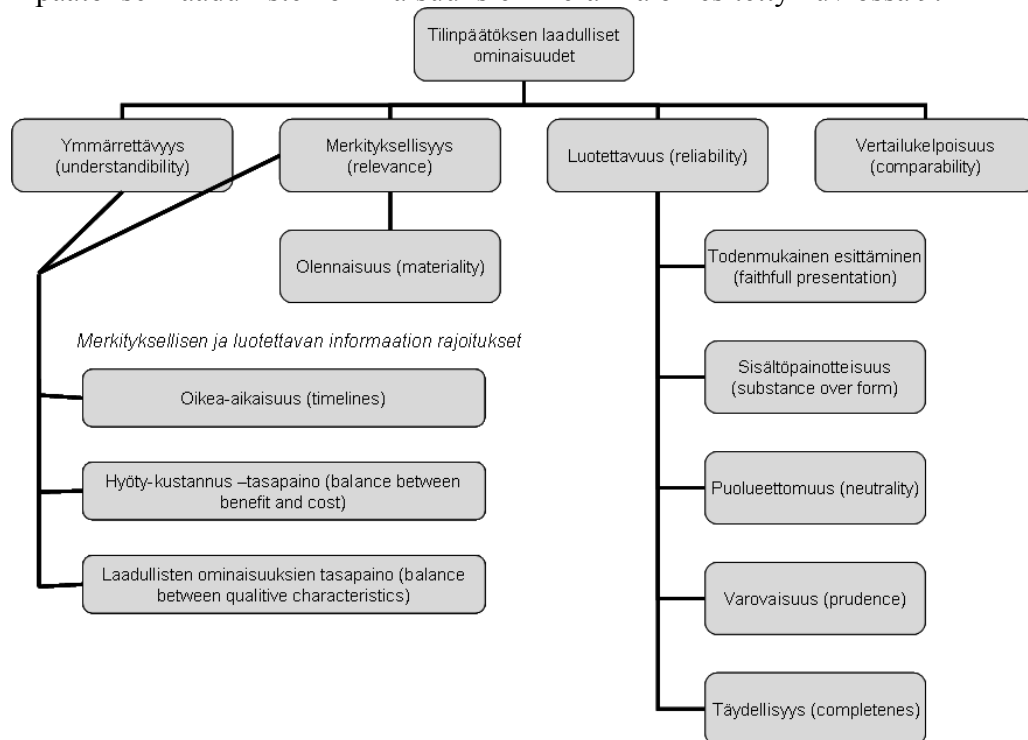 Tilinpäätöksen laadulliset
ominaisuudet
Ymmärrettävyys
(understandibility)
Merkityksellisyys
(relevance)
Luotettavuus (reliability)
Vertailukelpoisuus
(comparability)
Olennaisuus (materiality)
Todenmukainen esittäminen
(faithfull presentation)
Merkityksellisen ja luotettavan informaation rajoitukset
Oikea-aikaisuus (timelines)
Sisältöpainotteisuus
(substance over form)
Hyöty-kustannus –tasapaino (balance between
benefit and cost)
Puolueettomuus (neutrality)
Laadullisten ominaisuuksien tasapaino (balance
between qualitive characteristics)
Varovaisuus (prudence)
Täydellisyys (completenes)